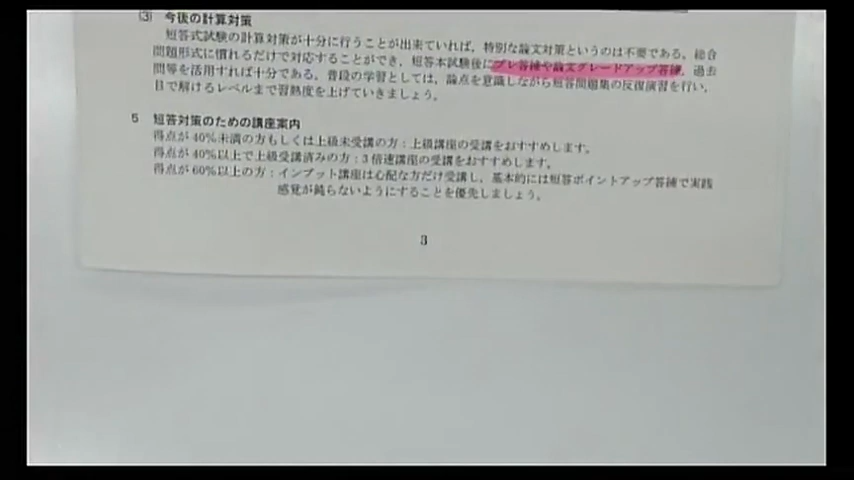 (3) 今後の計算対策
短答式試験の計算対策が十分に行うことが出来ていれば，特別な論文対策というのは不要である。総合
問題形式に慣れるだけで対応することができ，短答本試験後にプレ答練や論文グレードアップ答練，過去
問等を活用すれば十分である。普段の学習としては，論点を意識しながら短答問題集の反復演習を行い，
目で解けるレベルまで習熟度を上げていきましょう。
5 短答対策のための講座案内
得点が 40%未満の方もしくは上級未受講の方：上級講座の受講をおすすめします。
得点が 40%以上で上級受講済みの方：3 倍速講座の受講をおすすめします。
得点が 60%以上の方：インプット講座は心配な方だけ受講し，基本的には短答ポイントアップ答練で実践
感覚が鈍らないようにすることを優先しましょう。
3